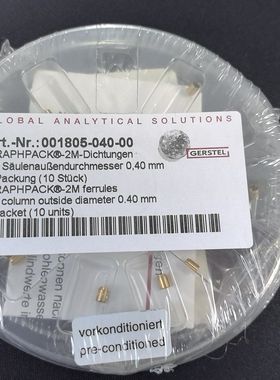 LOBAL ANALYTICAL SOLUTIONS
rt.-Nr.: 001805-040-00
GERSTEL
RAPHPACK®-2M-Dichtungen
Säulenaußendurchmesser 0,40 mm
Packung (10 Stück)
RAPHPACK®-2M ferrules
column outside diameter 0.40 mm
acket (10 units)
vorkonditioniert
pre-conditioned